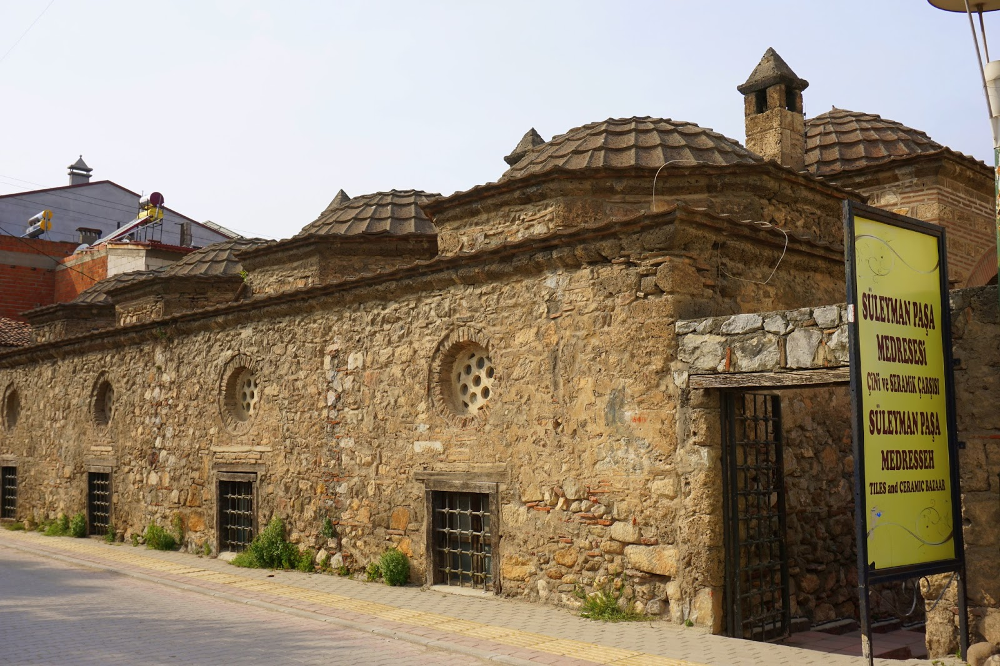 SÜLEYMAN PAŞA
MEDRESESİ
ÇİNİ ve SERAMİK ÇARŞISI
SÜLEYMAN PAŞA
MEDRESSEH
TILES and CERAMIC BAZAAR